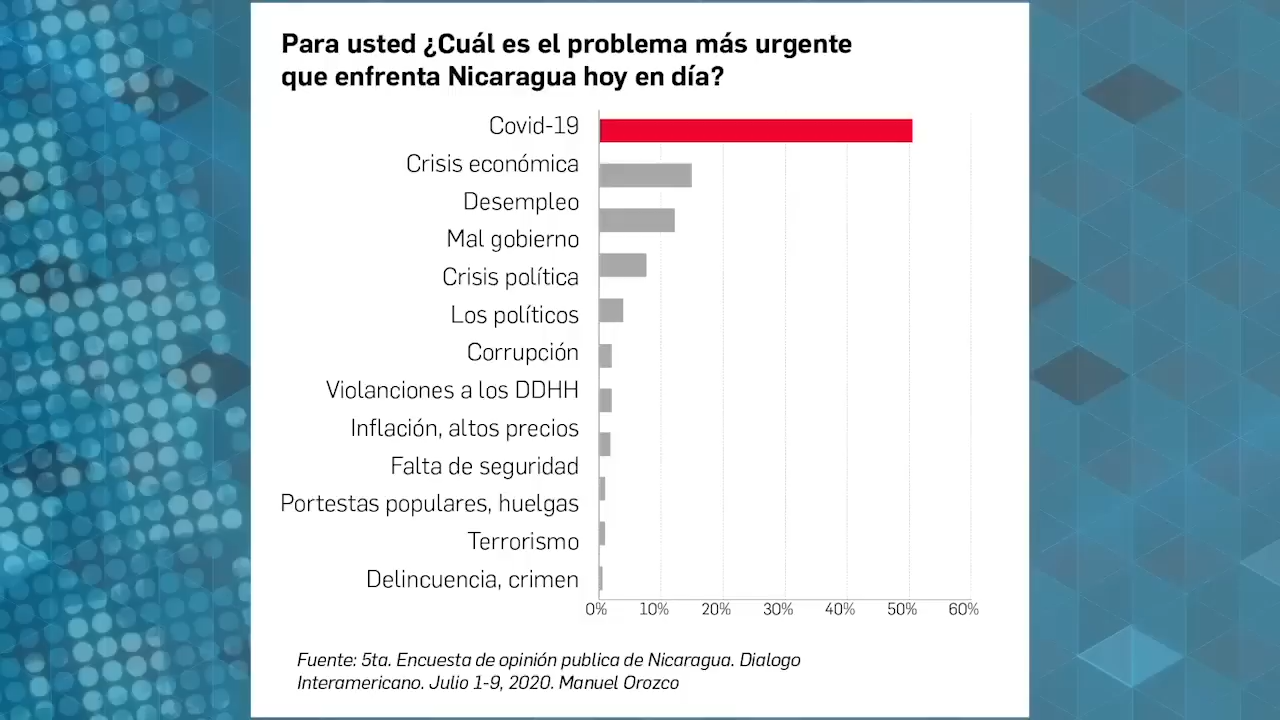 Para usted ¿Cuál es el problema más urgente
que enfrenta Nicaragua hoy en día?
Covid-19
Crisis económica
Desempleo
Mal gobierno
Crisis política
Los políticos
Corrupción
Violanciones a los DDHH
Inflación, altos precios
Falta de seguridad
Portestas populares, huelgas
Terrorismo
Delincuencia, crimen
0% 10% 20% 30% 40% 50% 60%
Fuente: 5ta. Encuesta de opinión publica de Nicaragua. Dialogo
Interamericano. Julio 1-9, 2020. Manuel Orozco